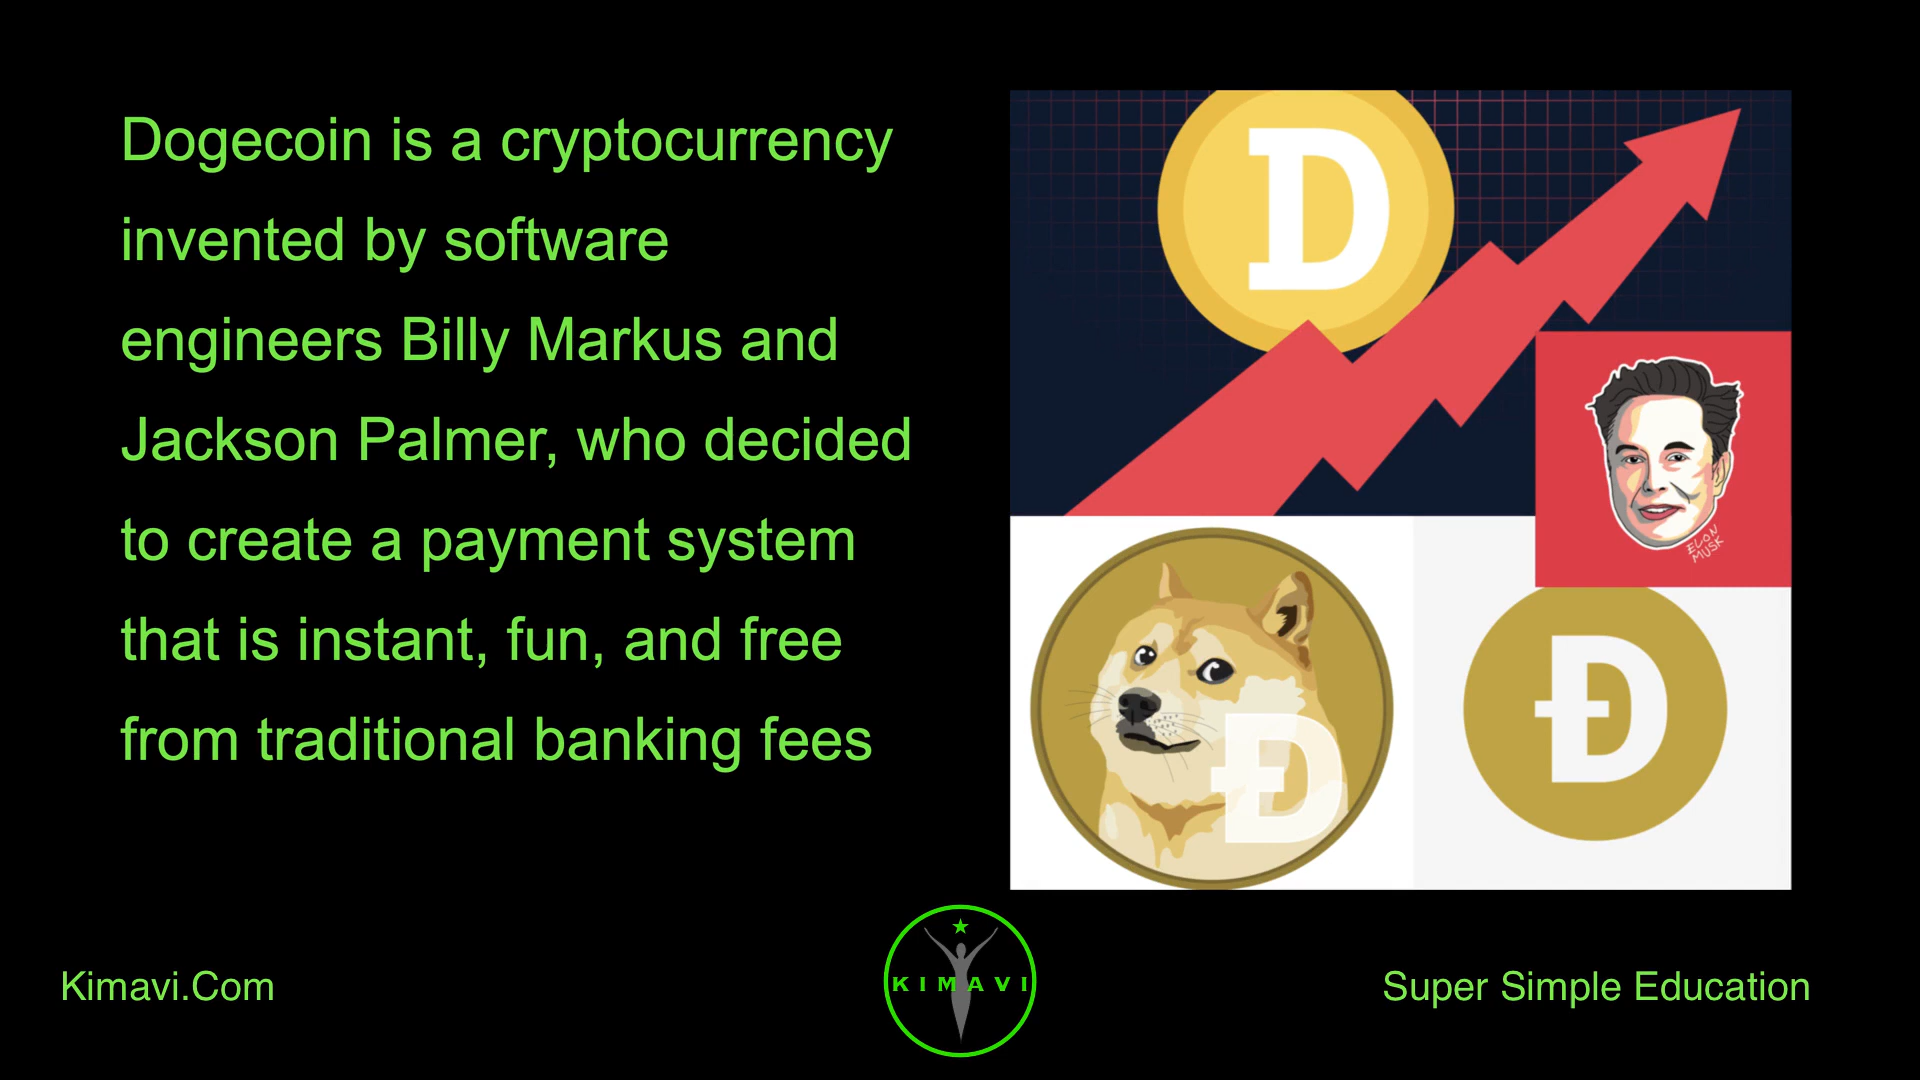 Dogecoin is a cryptocurrency
invented by software
engineers Billy Markus and
Jackson Palmer, who decided
to create a payment system
that is instant, fun, and free
from traditional banking fees
D
ELON
MUSK
Ð
Ð
Kimavi.Com
KIMAVI
Super Simple Education